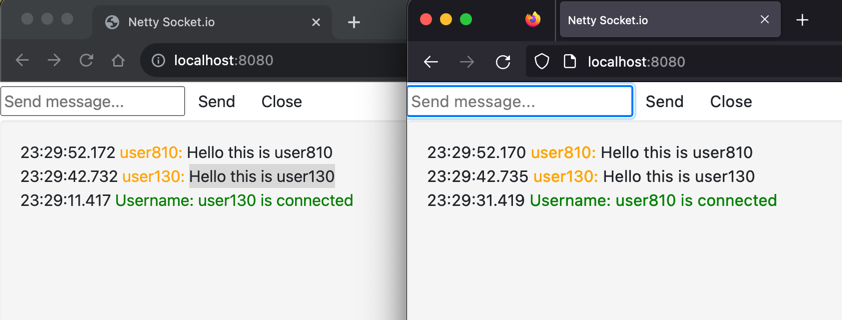 Netty Socket.io
localhost:8080
Send message...
Send
Close
23:29:52.172 user810: Hello this is user810
23:29:42.732 user130: Hello this is user130
23:29:11.417 Username: user130 is connected
Netty Socket.io
localhost:8080
Send message...
Send
Close
23:29:52.170 user810: Hello this is user810
23:29:42.735 user130: Hello this is user130
23:29:31.419 Username: user810 is connected